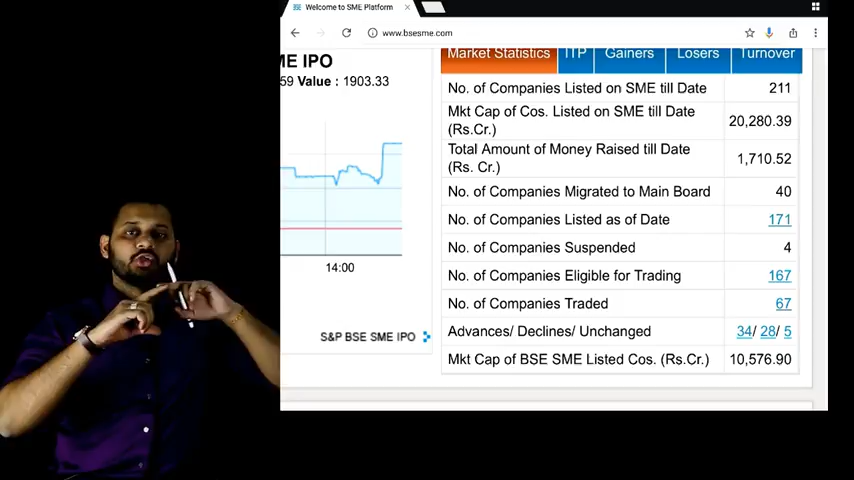 Welcome to SME Platform
www.bsesme.com
ME IPO
59 Value : 1903.33
14:00
S&P BSE SME IPO
Market Statistics ITP Gainers Losers Turnover
No. of Companies Listed on SME till Date 211
Mkt Cap of Cos. Listed on SME till Date
(Rs.Cr.) 20,280.39
Total Amount of Money Raised till Date
(Rs. Cr.) 1,710.52
No. of Companies Migrated to Main Board 40
No. of Companies Listed as of Date 171
No. of Companies Suspended 4
No. of Companies Eligible for Trading 167
No. of Companies Traded 67
Advances/ Declines/ Unchanged 34/ 28/ 5
Mkt Cap of BSE SME Listed Cos. (Rs.Cr.) 10,576.90